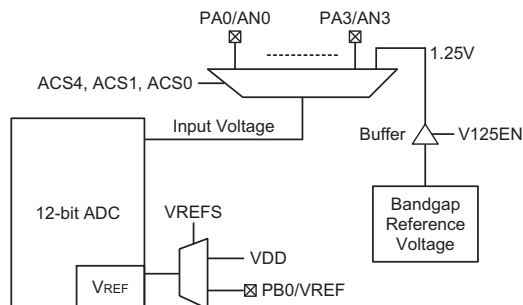 PA0/AN0
PA3/AN3
1.25V
ACS4, ACS1, ACS0
Input Voltage
Buffer
V125EN
12-bit ADC
VREFS
Bandgap
Reference
Voltage
VDD
VREF
PB0/VREF